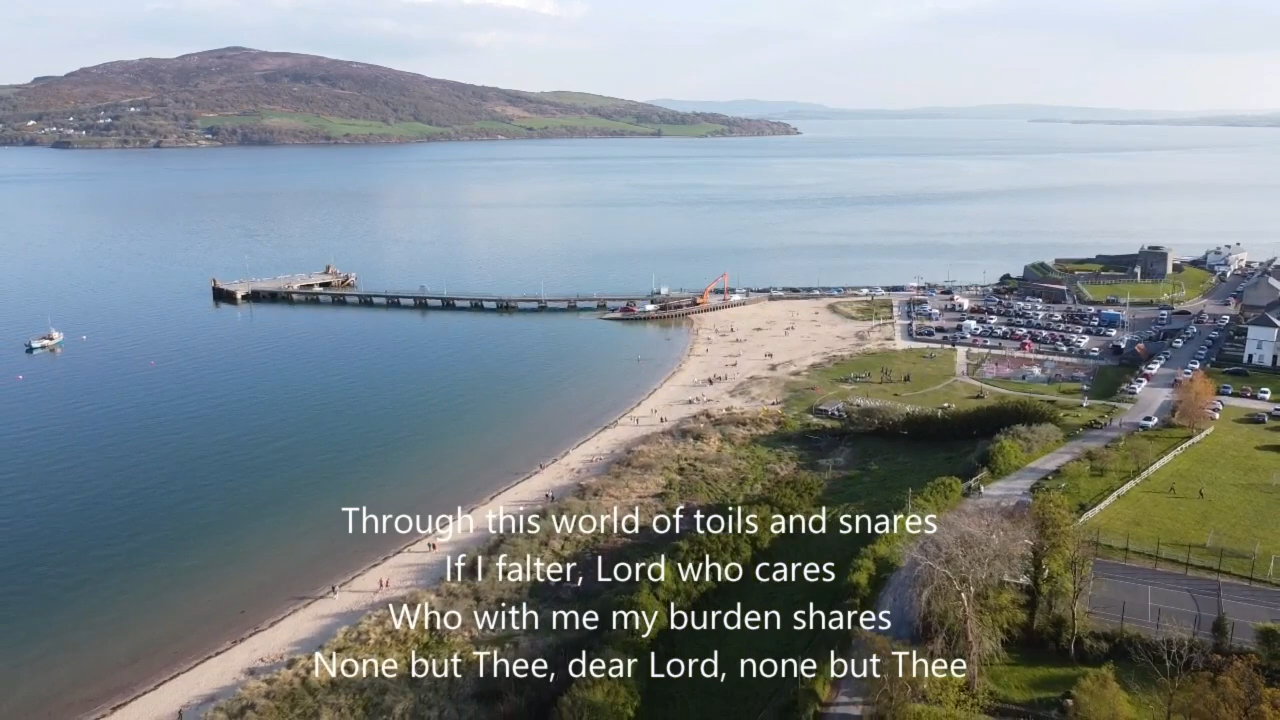 Through this world of toils and snares
If I falter, Lord who cares
Who with me my burden shares
None but Thee, dear Lord, none but Thee